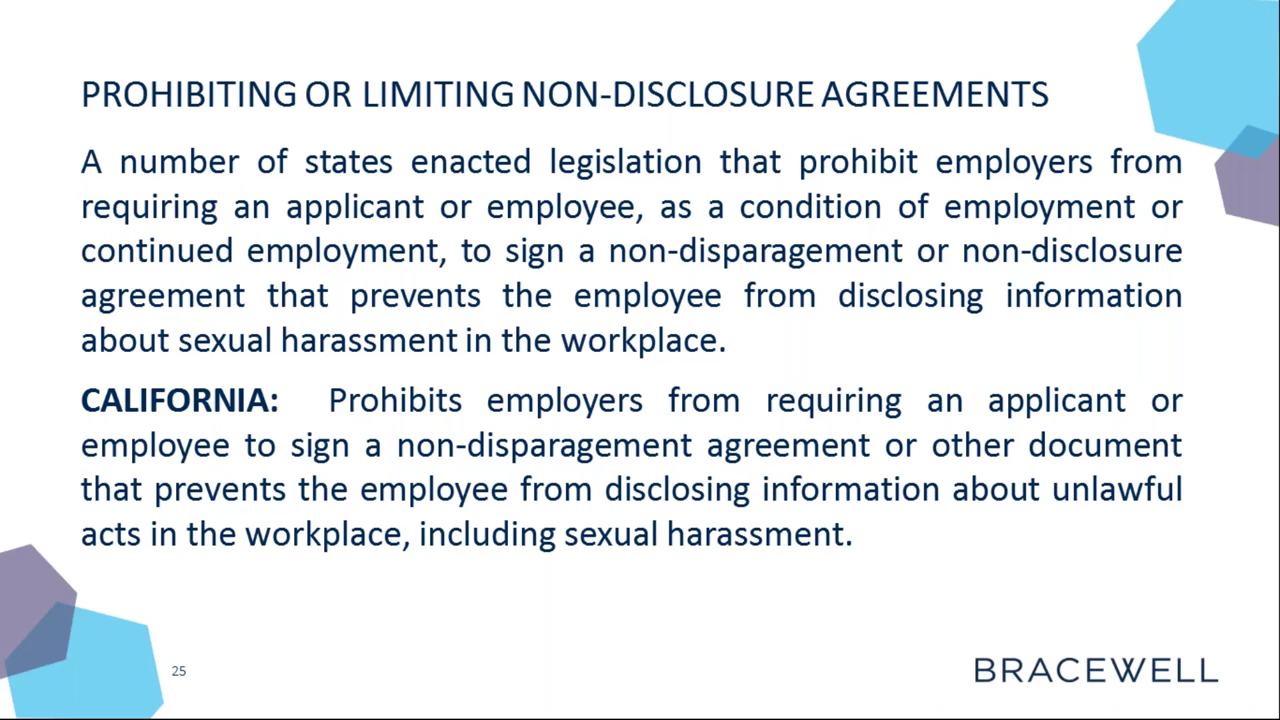 PROHIBITING OR LIMITING NON-DISCLOSURE AGREEMENTS
A number of states enacted legislation that prohibit employers from
requiring an applicant or employee, as a condition of employment or
continued employment, to sign a non-disparagement or non-disclosure
agreement that prevents the employee from disclosing information
about sexual harassment in the workplace.
CALIFORNIA: Prohibits employers from requiring an applicant or
employee to sign a non-disparagement agreement or other document
that prevents the employee from disclosing information about unlawful
acts in the workplace, including sexual harassment.
25
BRACEWELL